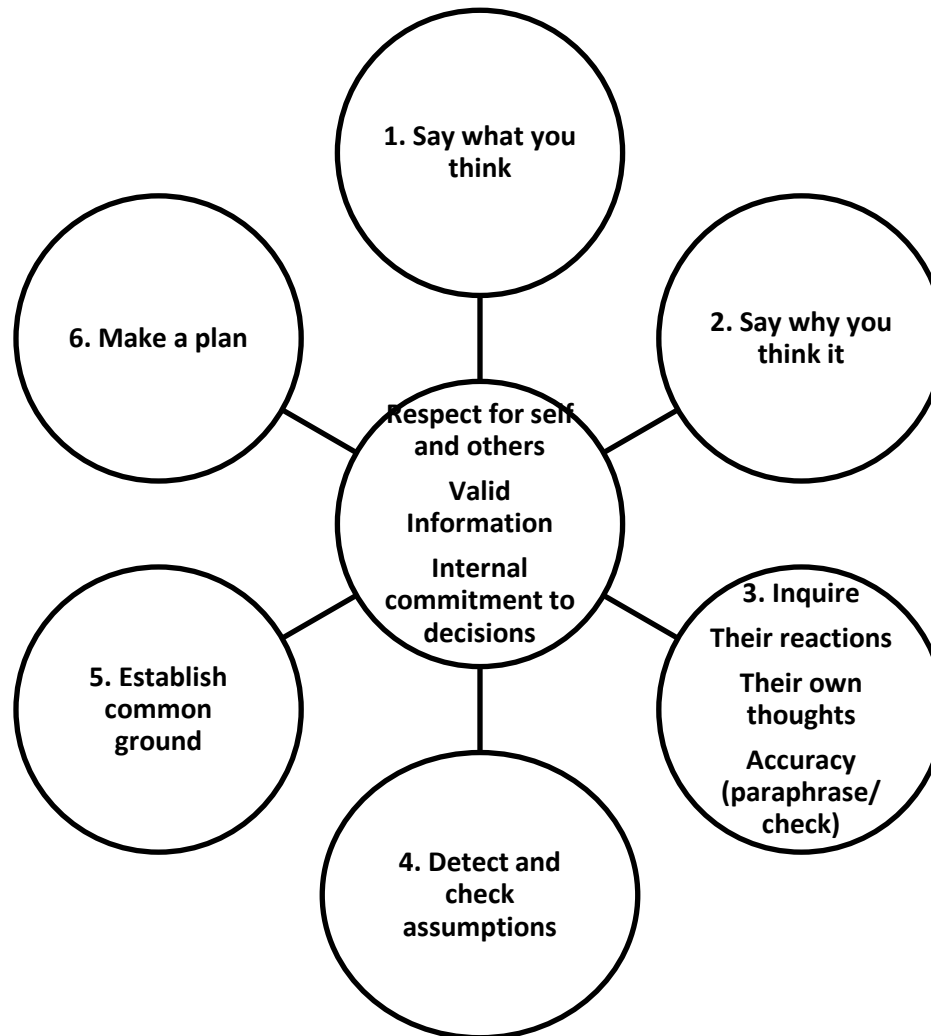 1. Say what you
think
2. Say why you
think it
3. Inquire
Their reactions
Their own
thoughts
Accuracy
(paraphrase/
check)
4. Detect and
check
assumptions
5. Establish
common
ground
6. Make a plan
Respect for self
and others
Valid
Information
Internal
commitment to
decisions